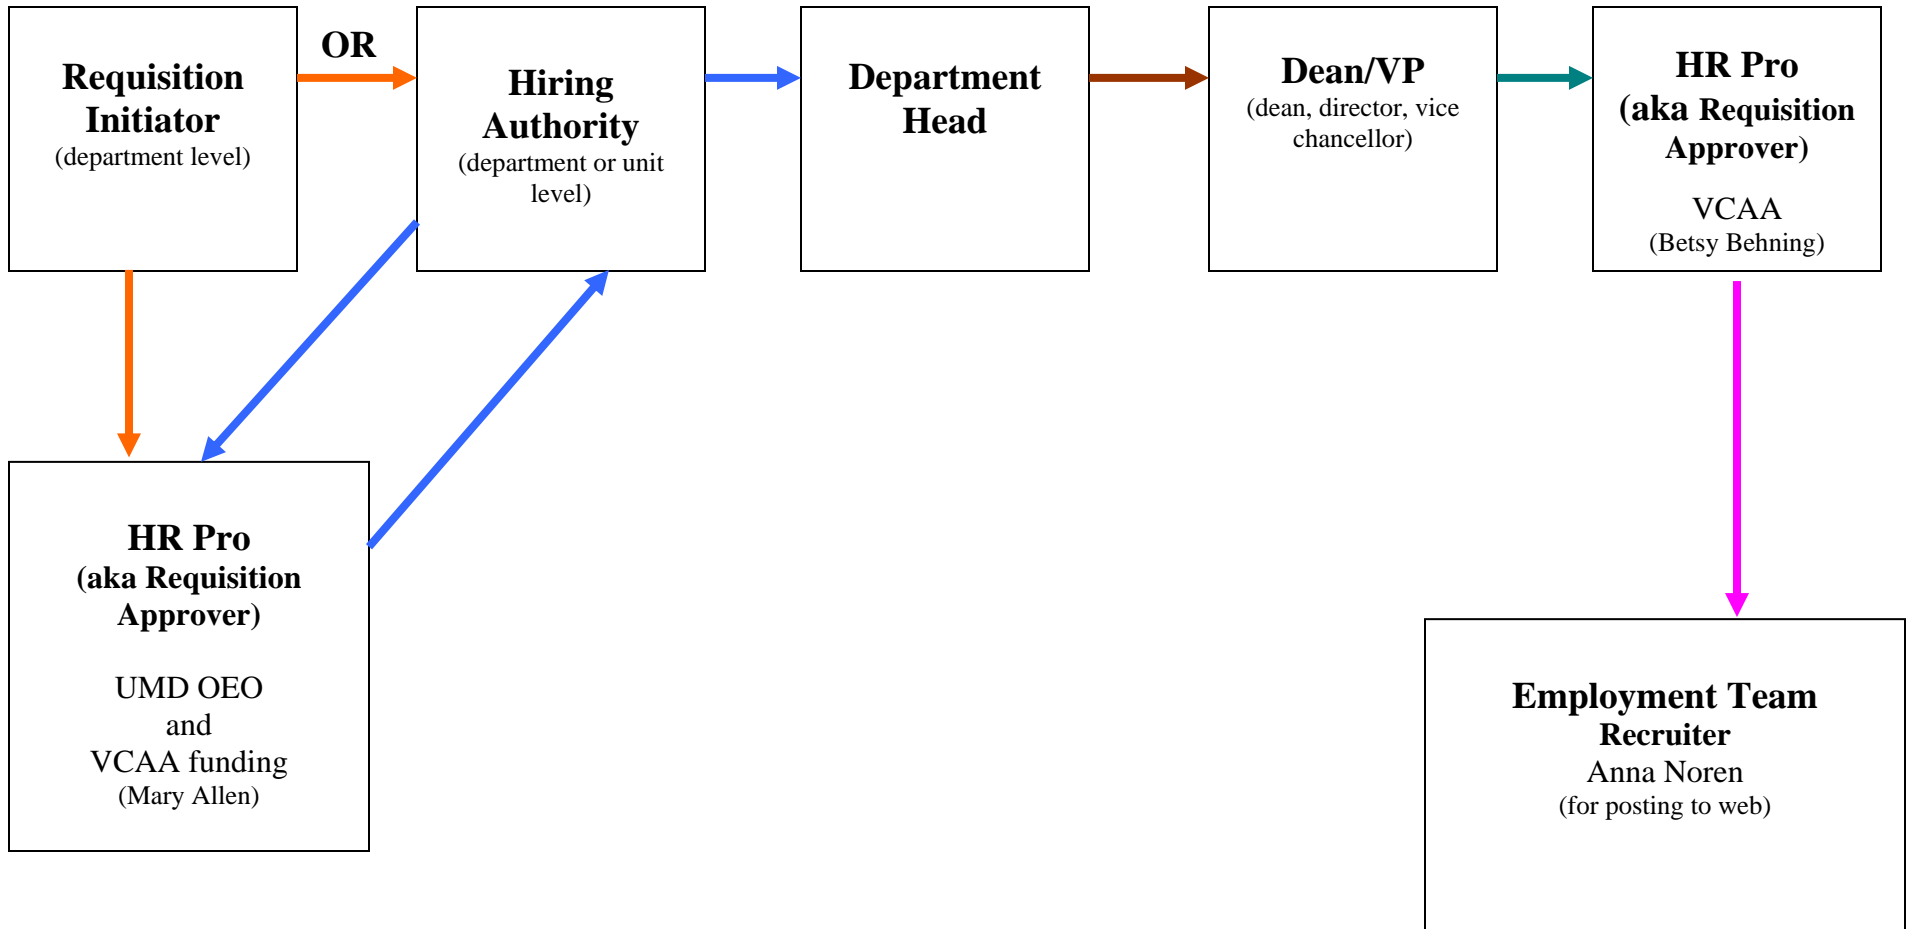 Requisition
Initiator
(department level)
OR
Hiring
Authority
(department or unit
level)
Department
Head
Dean/VP
(dean, director, vice
chancellor)
HR Pro
(aka Requisition
Approver)
VCAA
(Betsy Behning)
HR Pro
(aka Requisition
Approver)
UMD OEO
and
VCAA funding
(Mary Allen)
Employment Team
Recruiter
Anna Noren
(for posting to web)